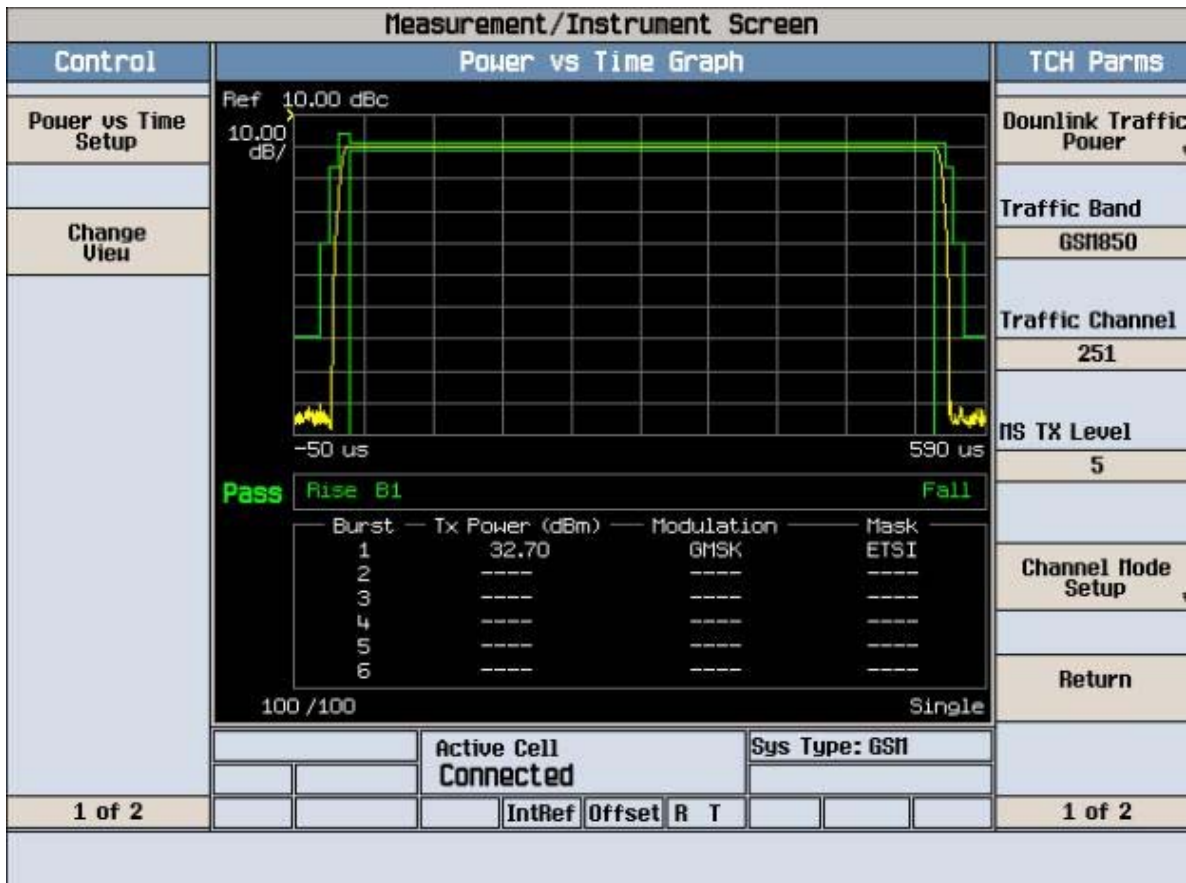 Measurement/Instrument Screen
Control
Power vs Time Setup
Change View
1 of 2
Power vs Time Graph
Ref 10.00 dBc
10.00 dB/
-50 us 590 us
Pass Rise B1 Fall
Burst Tx Power (dBm) Modulation Mask
1 32.70 GMSK ETSI
2 ---- ---- ----
3 ---- ---- ----
4 ---- ---- ----
5 ---- ---- ----
6 ---- ---- ----
100 /100 Single
Active Cell
Connected
Sys Type: GSM
IntRef Offset R T
TCH Parms
Downlink Traffic Power
Traffic Band
GSM850
Traffic Channel
251
MS TX Level
5
Channel Mode Setup
Return
1 of 2